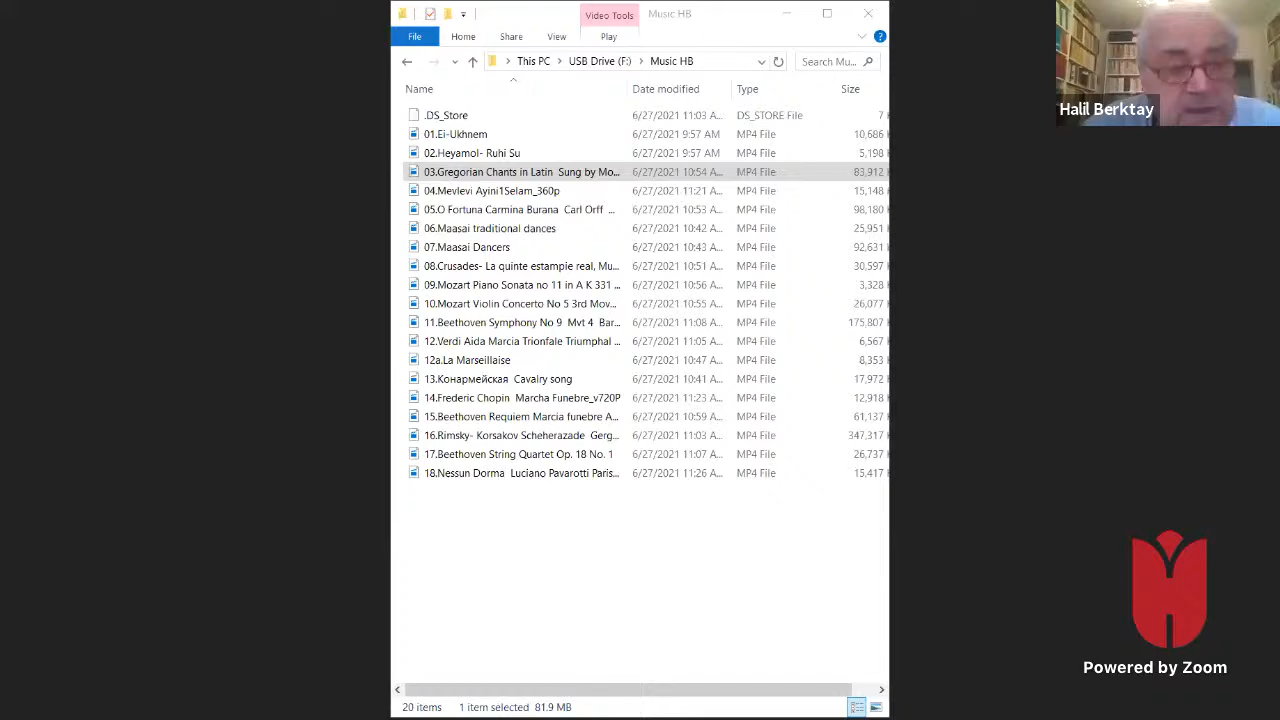 Video Tools
Music HB
File
Home
Share
View
Play
This PC
USB Drive (F:)
Music HB
Search Mu...
Name
Date modified
Type
Size
.DS_Store 6/27/2021 11:03 A... DS_STORE File 7
01.Ei-Ukhnem 6/27/2021 9:57 AM MP4 File 10,686
02.Heyamol- Ruhi Su 6/27/2021 9:57 AM MP4 File 5,198
03.Gregorian Chants in Latin Sung by Mo... 6/27/2021 10:54 A... MP4 File 83,912
04.Mevlevi Ayini1Selam_360p 6/27/2021 11:21 A... MP4 File 15,148
05.O Fortuna Carmina Burana Carl Orff ... 6/27/2021 10:53 A... MP4 File 98,180
06.Maasai traditional dances 6/27/2021 10:42 A... MP4 File 25,951
07.Maasai Dancers 6/27/2021 10:43 A... MP4 File 92,631
08.Crusades- La quinte estampie real, Mu... 6/27/2021 10:51 A... MP4 File 30,597
09.Mozart Piano Sonata no 11 in A K 331 ... 6/27/2021 10:56 A... MP4 File 3,328
10.Mozart Violin Concerto No 5 3rd Mov... 6/27/2021 10:55 A... MP4 File 26,077
11.Beethoven Symphony No 9 Mvt 4 Bar... 6/27/2021 11:08 A... MP4 File 175,807
12.Verdi Aida Marcia Trionfale Triumphal ... 6/27/2021 11:05 A... MP4 File 6,567
12a.La Marseillaise 6/27/2021 10:47 A... MP4 File 8,353
13.Конармейская Cavalry song 6/27/2021 10:41 A... MP4 File 17,972
14.Frederic Chopin Marcha Funebre_v720P 6/27/2021 11:23 A... MP4 File 12,918
15.Beethoven Requiem Marcia funebre A... 6/27/2021 10:59 A... MP4 File 61,137
16.Rimsky- Korsakov Scheherazade Gerg... 6/27/2021 11:03 A... MP4 File 347,317
17.Beethoven String Quartet Op. 18 No. 1 6/27/2021 11:07 A... MP4 File 26,737
18.Nessun Dorma Luciano Pavarotti Paris... 6/27/2021 11:26 A... MP4 File 15,417
20 items
1 item selected 81.9 MB
Halil Berktay
Powered by Zoom